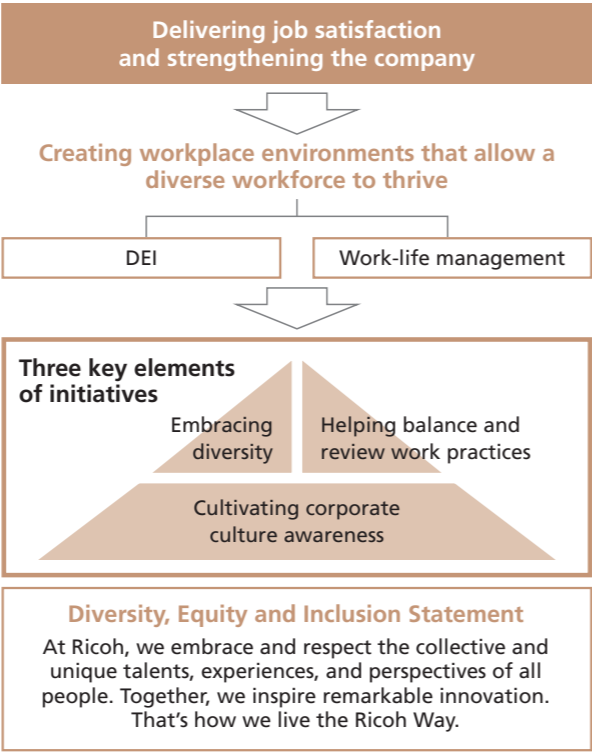 Delivering job satisfaction
and strengthening the company
Creating workplace environments that allow a
diverse workforce to thrive
DEI
Work-life management
Three key elements
of initiatives
Embracing
diversity
Helping balance and
review work practices
Cultivating corporate
culture awareness
Diversity, Equity and Inclusion Statement
At Ricoh, we embrace and respect the collective and
unique talents, experiences, and perspectives of all
people. Together, we inspire remarkable innovation.
That’s how we live the Ricoh Way.